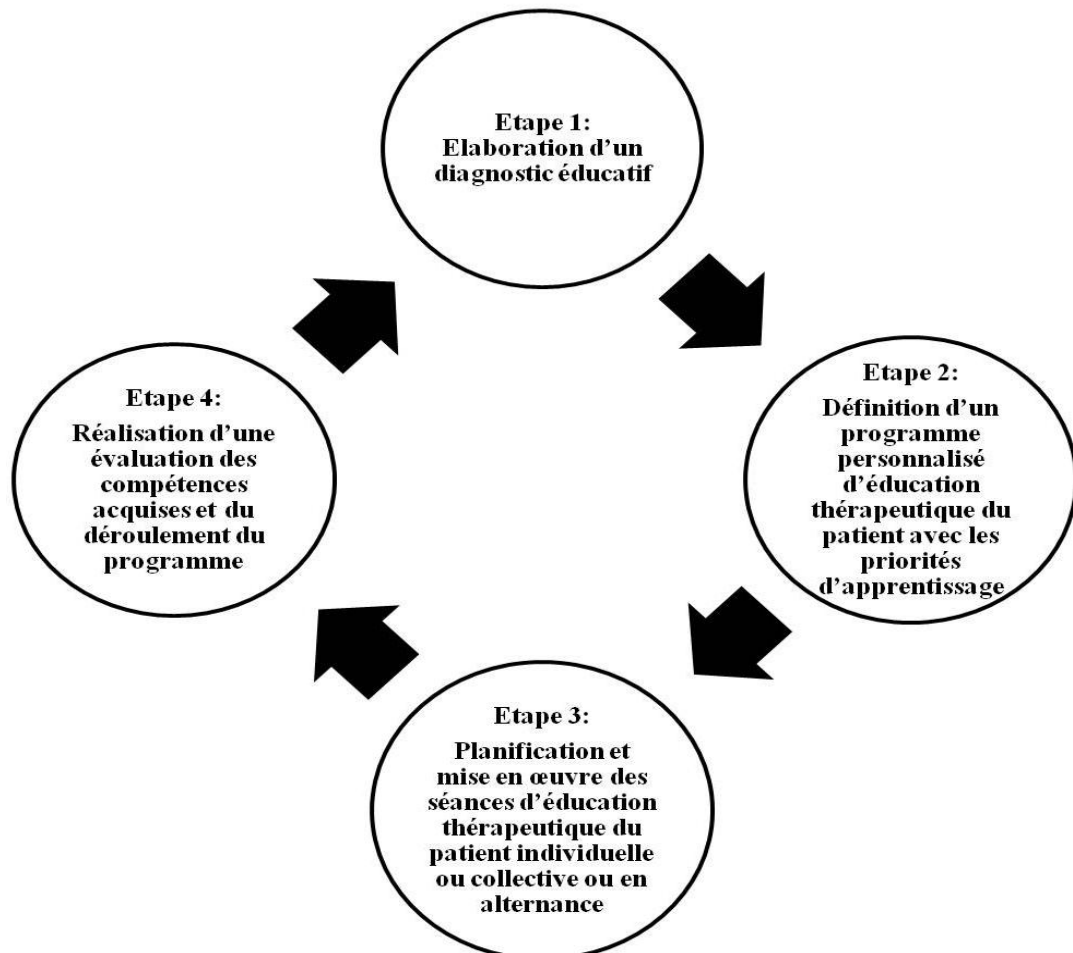 Etape 1:
Elaboration d’un
diagnostic éducatif
Etape 2:
Définition d’un
programme
personnalisé
d’éducation
thérapeutique du
patient avec les
priorités
d’apprentissage
Etape 3:
Planification et
mise en œuvre des
séances d’éducation
thérapeutique du
patient individuelle
ou collective ou en
alternance
Etape 4:
Réalisation d’une
évaluation des
compétences
acquises et du
déroulement du
programme